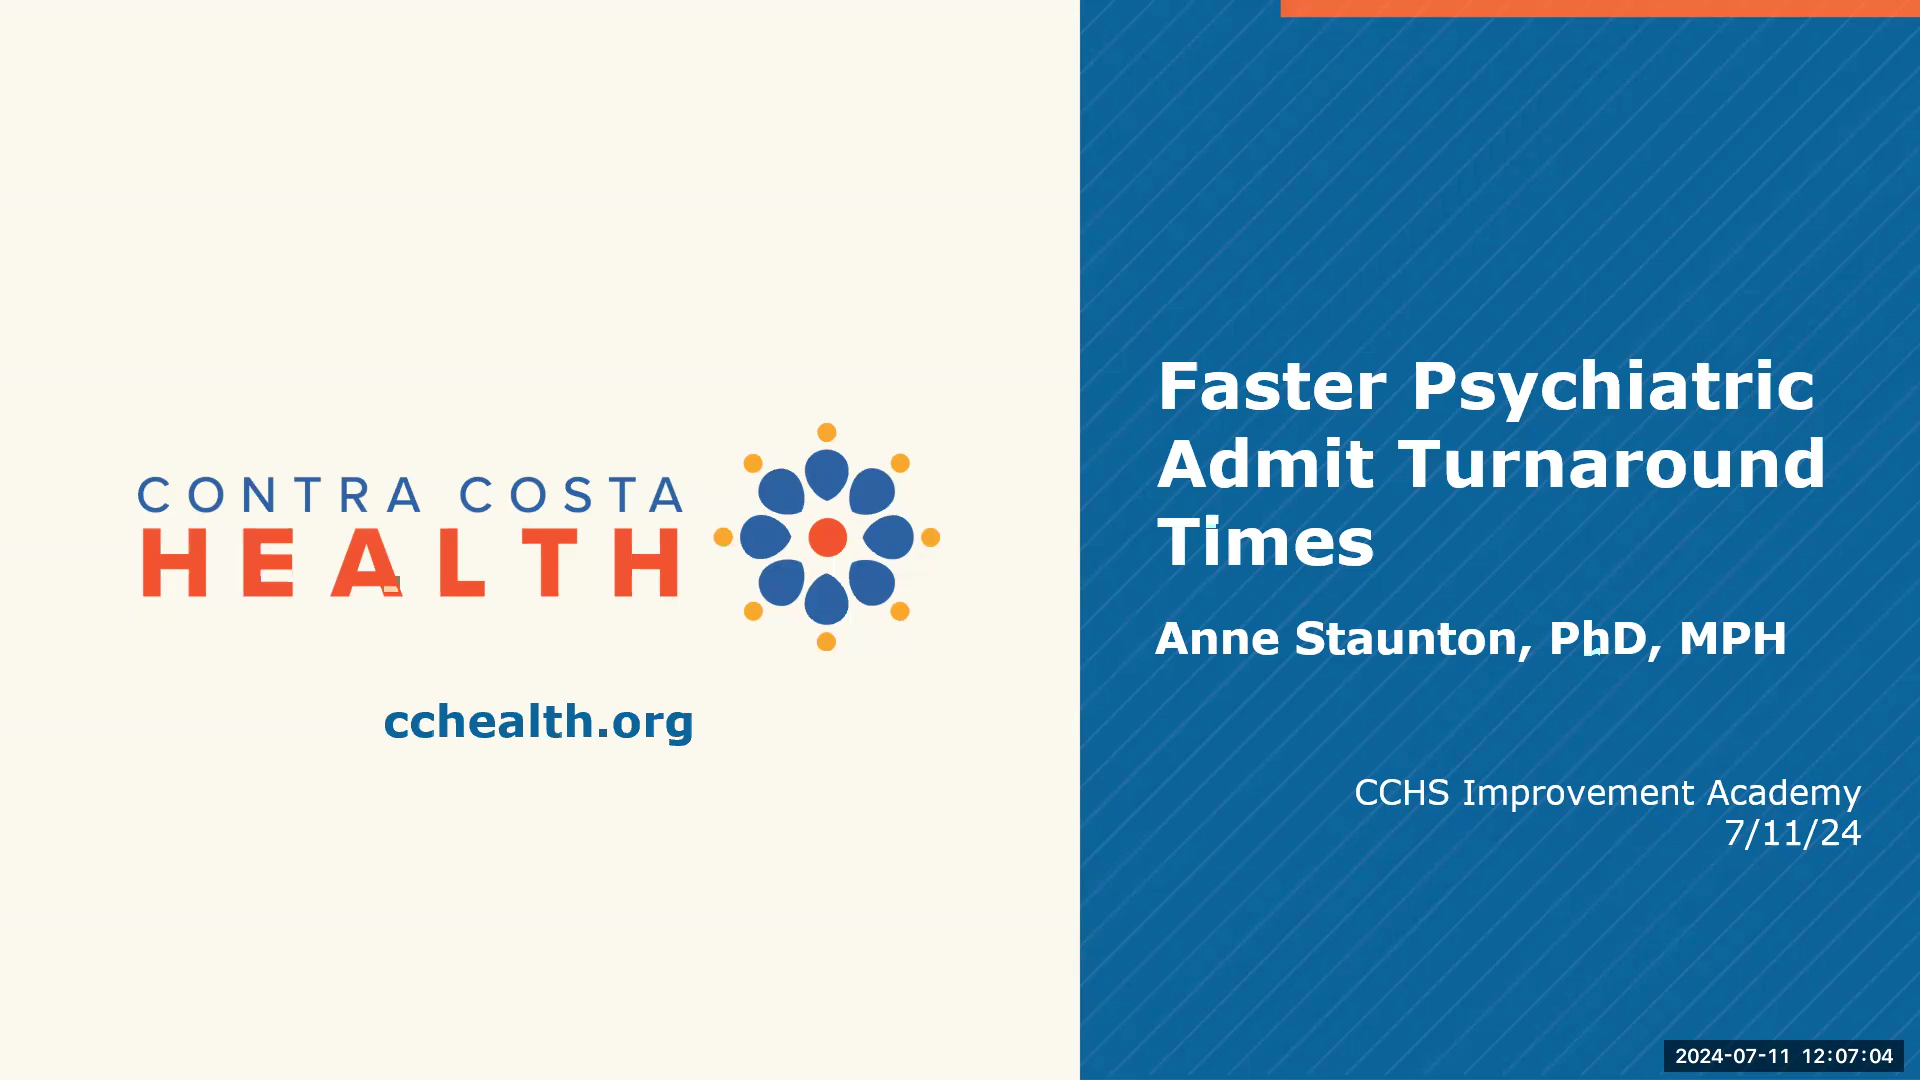 CONTRA COSTA
HEALTH
cchealth.org
Faster Psychiatric
Admit Turnaround
Times
Anne Staunton, PhD, MPH
CCHS Improvement Academy
7/11/24
2024-07-11 12:07:04